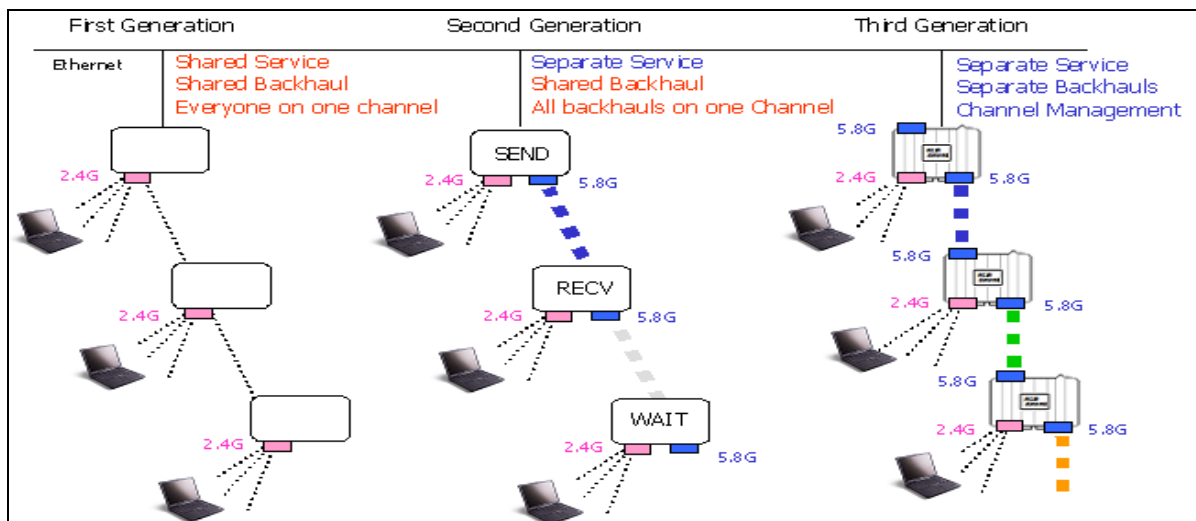 First Generation
Second Generation
Third Generation
Ethernet
Shared Service
Shared Backhaul
Everyone on one channel
Separate Service
Shared Backhaul
All backhauls on one Channel
Separate Service
Separate Backhauls
Channel Management
2.4G
2.4G
2.4G
SEND
2.4G
5.8G
RECV
2.4G
5.8G
WAIT
2.4G
5.8G
5.8G
2.4G
5.8G
5.8G
2.4G
5.8G
5.8G
2.4G
5.8G